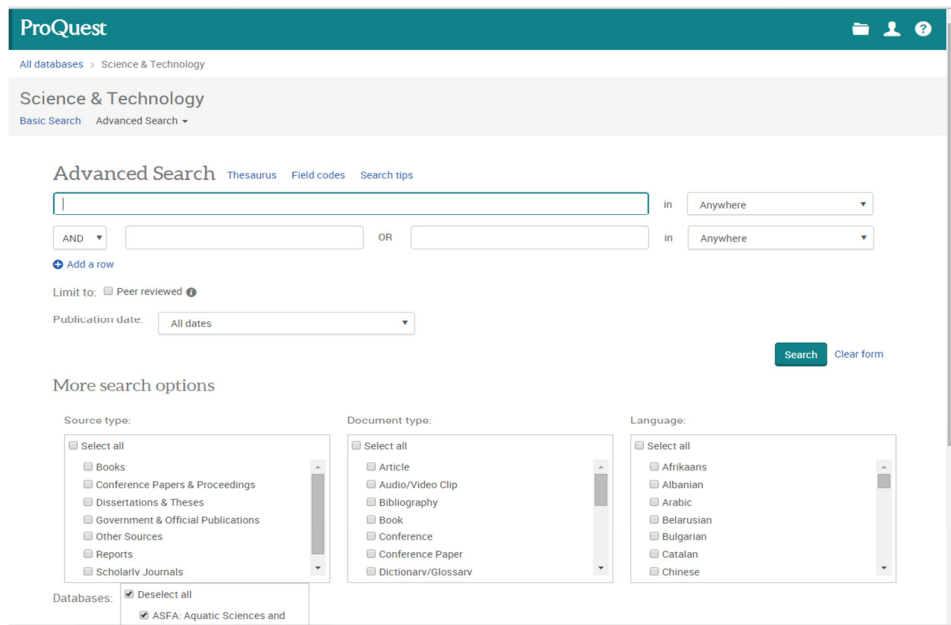 ProQuest
All databases > Science & Technology
Science & Technology
Basic Search Advanced Search
Advanced Search Thesaurus Field codes Search tips
in Anywhere
AND OR in Anywhere
Add a row
Limit to: Peer reviewed
Publication date: All dates
Search Clear form
More search options
Source type: Document type: Language:
Select all Select all Select all
Books Article Afrikaans
Conference Papers & Proceedings Audio/Video Clip Albanian
Dissertations & Theses Bibliography Arabic
Government & Official Publications Book Belarusian
Other Sources Conference Bulgarian
Reports Conference Paper Catalan
Scholarly Journals Dictionary/Glossary Chinese
Databases: Deselect all
ASFA: Aquatic Sciences and